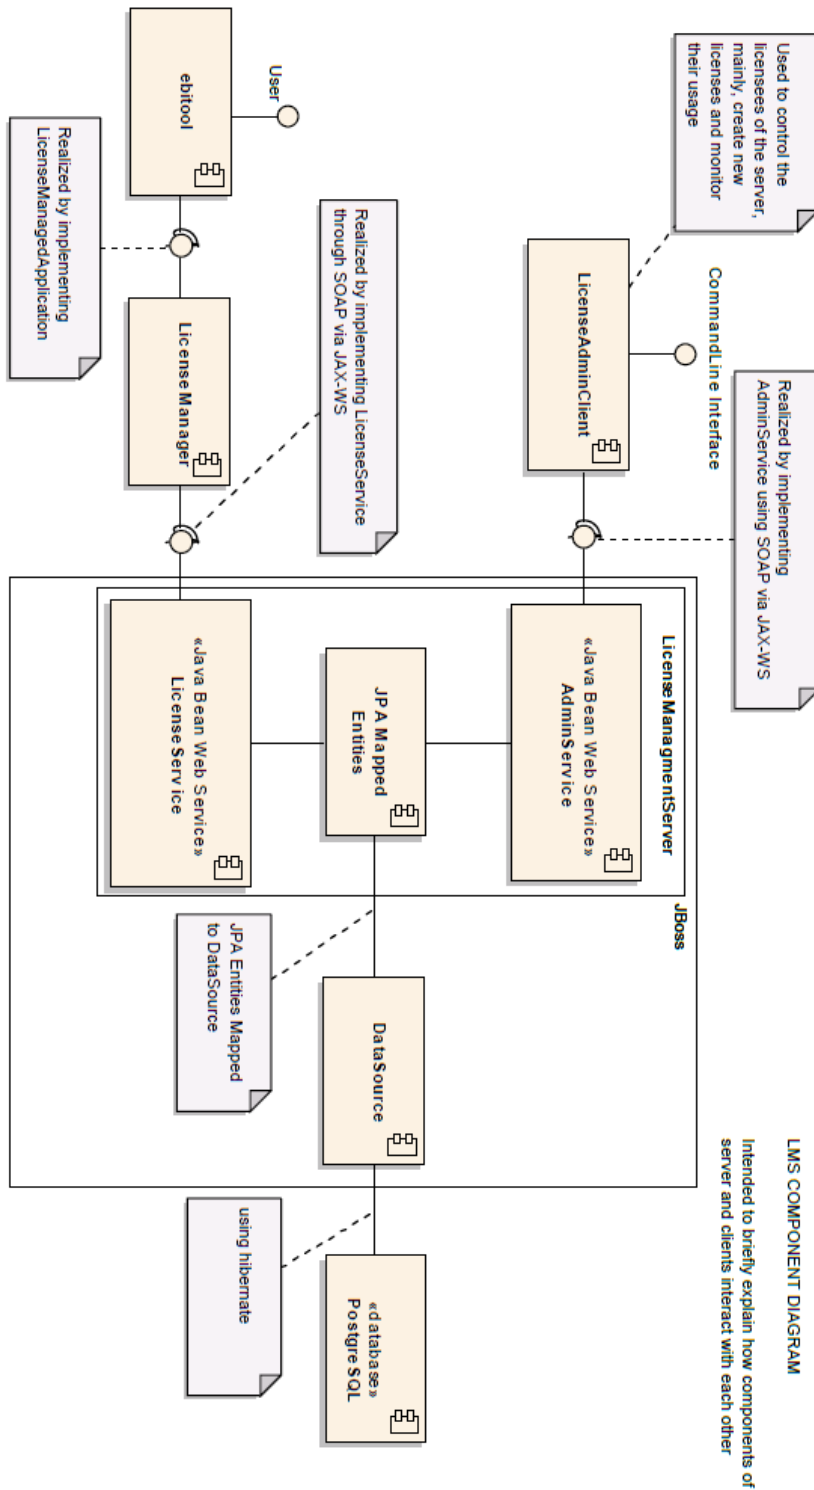 LMS COMPONENT DIAGRAM
Intended to briefly explain how components of
server and clients interact with each other
Used to control the
licensees of the server,
mainly, create new
licenses and monitor
their usage
Realized by implementing
AdminService using SOAP via JAX-WS
CommandLine Interface
LicenseAdminClient
JBoss
LicenseManagmentServer
«Java Bean Web Service»
AdminService
Realized by implementing LicenseService
through SOAP via JAX-WS
JPA Mapped
Entities
DataSource
«database»
PostgreSQL
User
ebitool
LicenseManager
«Java Bean Web Service»
LicenseService
JPA Entities Mapped
to DataSource
using hibernate
Realized by implementing
LicenseManagedApplication